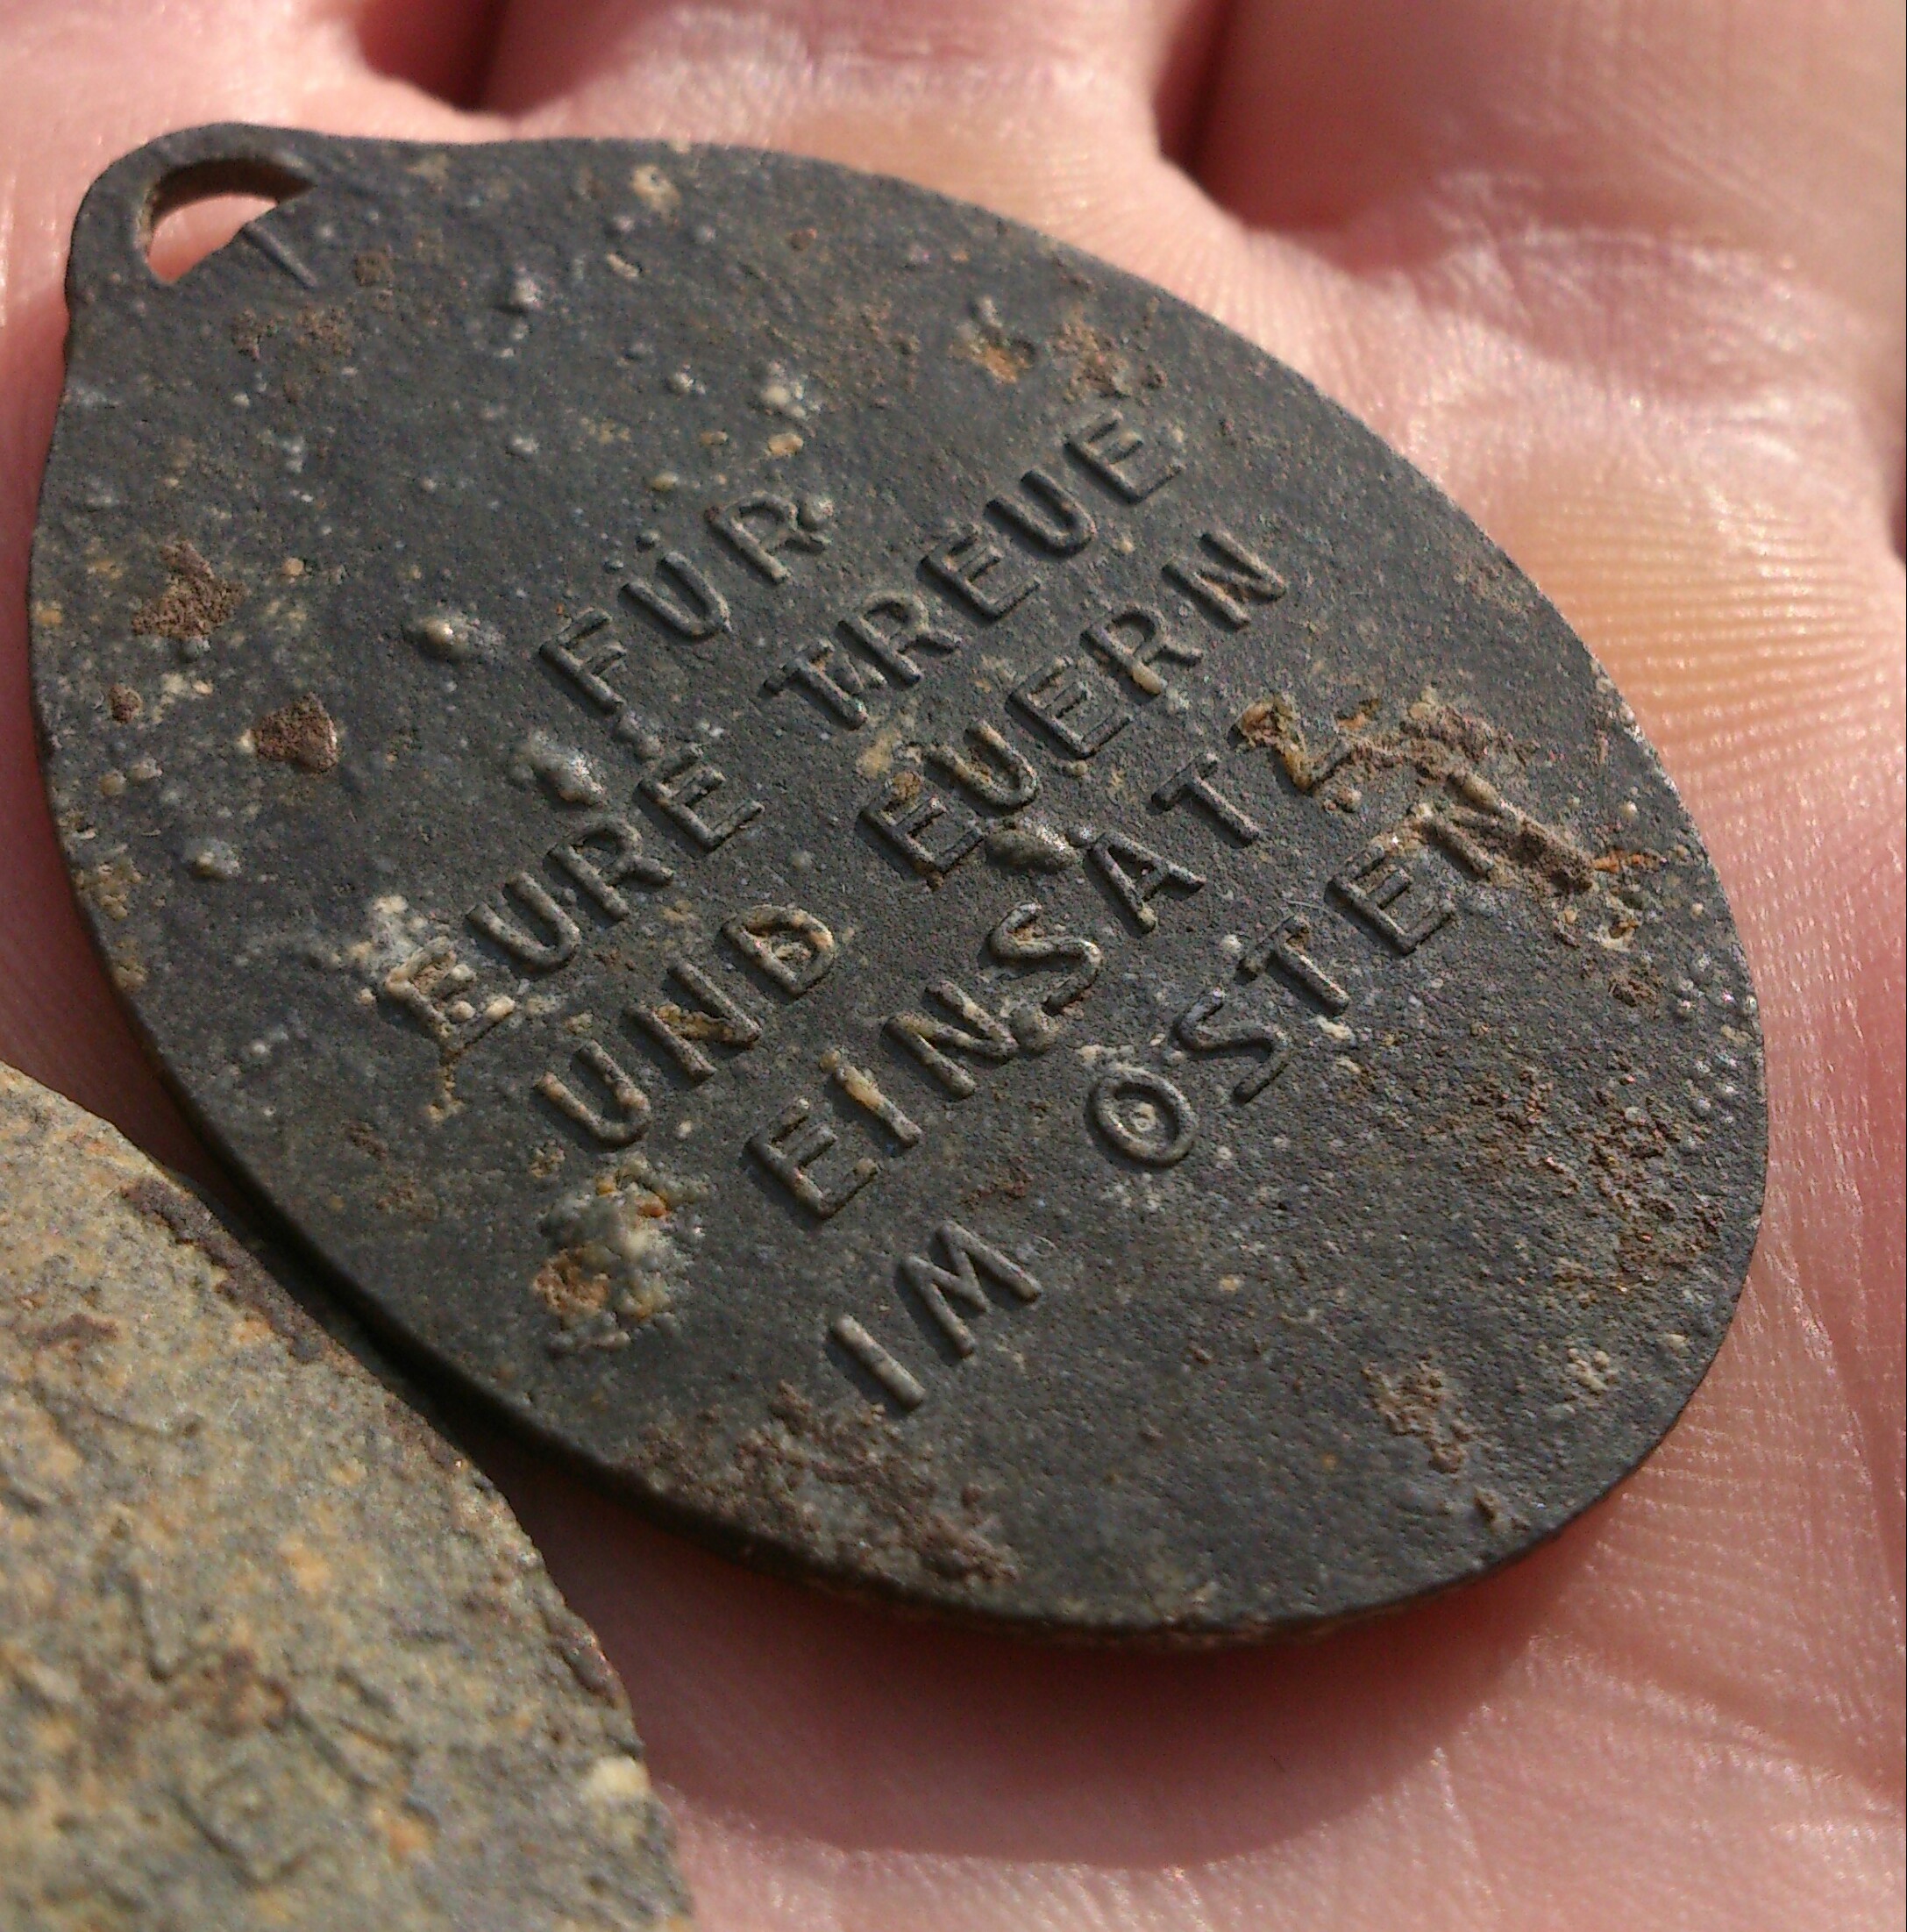 FÜR
EURE TREUE
UND EUERN
EINSATZ
IM OSTEN